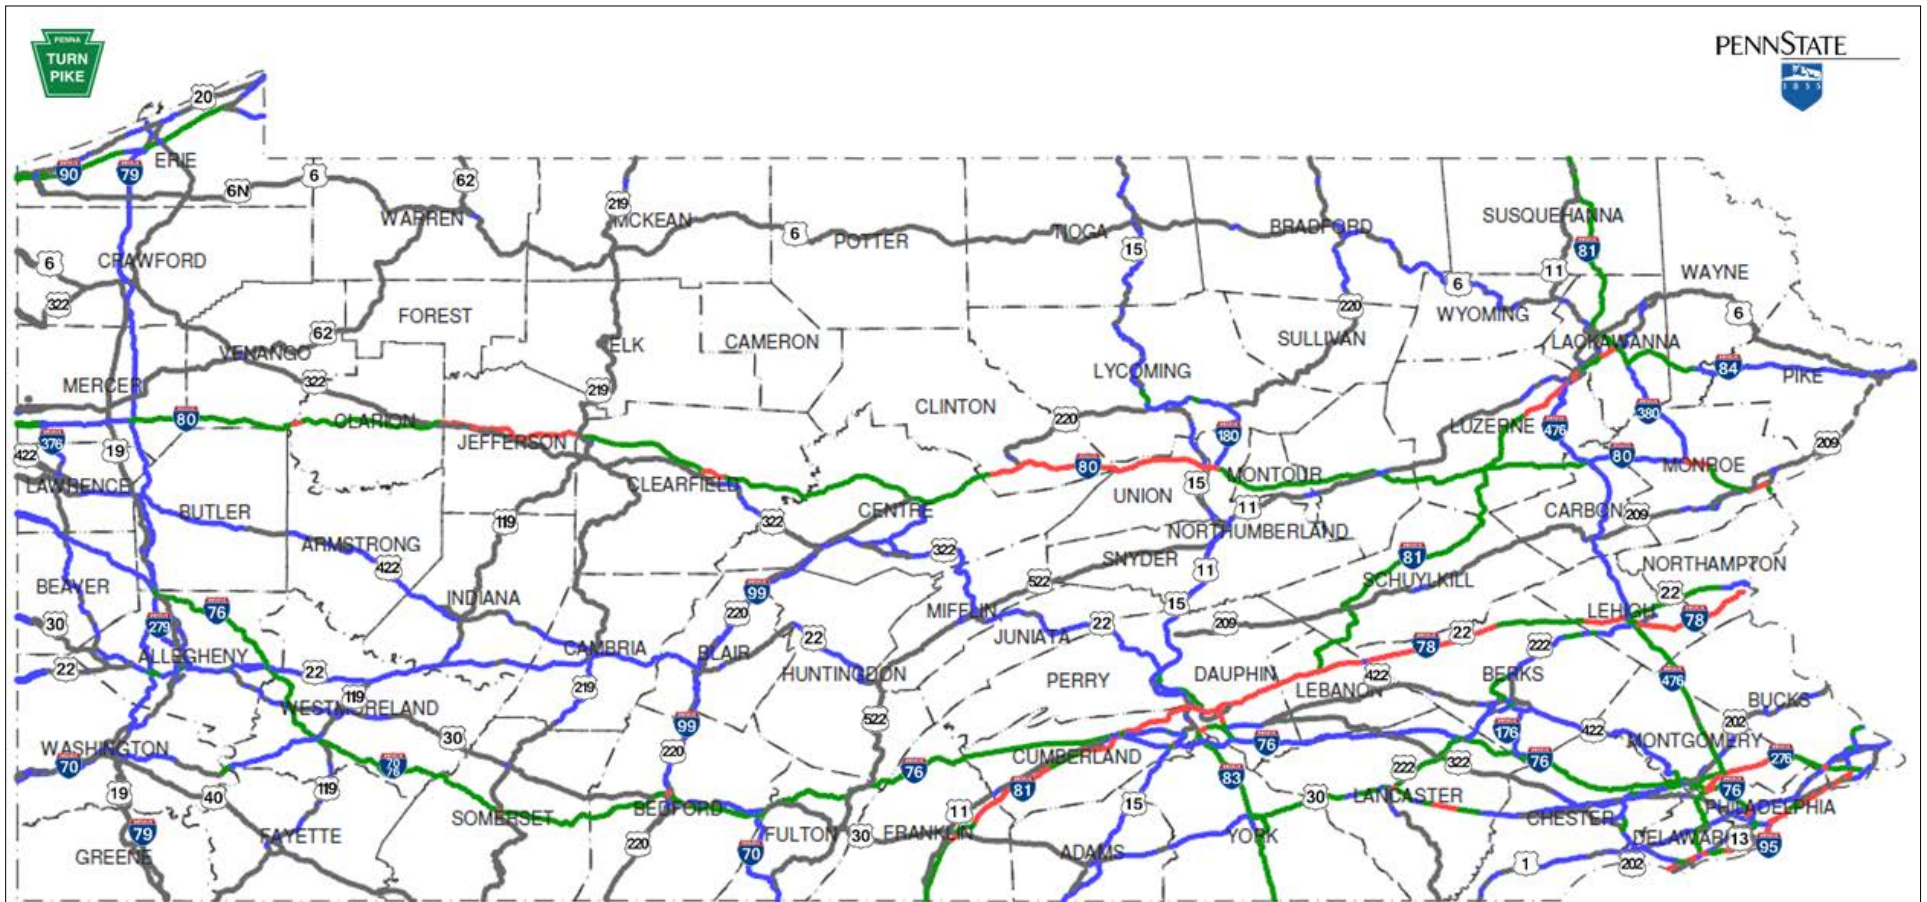 PENNA
TURN
PIKE
PENNSTATE
1855
20
ERIE
90
79
6N
6
62
WARREN
219
MCKEAN
6
POTTER
TIOGA
15
BRADFORD
SUSQUEHANNA
81
11
WAYNE
6
CRAWFORD
322
FOREST
62
VENANGO
322
ELK
CAMERON
220
SULLIVAN
6
WYOMING
6
LACKAWANNA
MERCER
219
LYCOMING
84
PIKE
80
CLARION
CLINTON
220
180
LUZERNE
476
380
376
422
19
JEFFERSON
80
MONTOUR
80
MONROE
209
LAWRENCE
BUTLER
CLEARFIELD
322
CENTRE
UNION
15
11
CARBON
209
119
ARMSTRONG
422
322
SNYDER
NORTHUMBERLAND
81
BEAVER
76
INDIANA
99
220
522
11
SCHUYLKILL
NORTHAMPTON
22
30
279
MIFFLIN
JUNIATA
22
15
209
LEHIGH
78
22
ALLEGHENY
22
119
CAMBRIA
BLAIR
22
HUNTINGDON
PERRY
DAUPHIN
78
22
222
219
422
LEBANON
BERKS
476
WESTMORELAND
30
99
220
522
BUCKS
202
WASHINGTON
70
70
76
76
CUMBERLAND
76
176
422
MONTGOMERY
276
19
40
119
81
83
222
322
76
79
SOMERSET
BEDFORD
11
15
30
LANCASTER
76
PHILADELPHIA
GREENE
FAYETTE
220
70
FULTON
30
FRANKLIN
ADAMS
YORK
CHESTER
DELAWARE
13
95
1
202